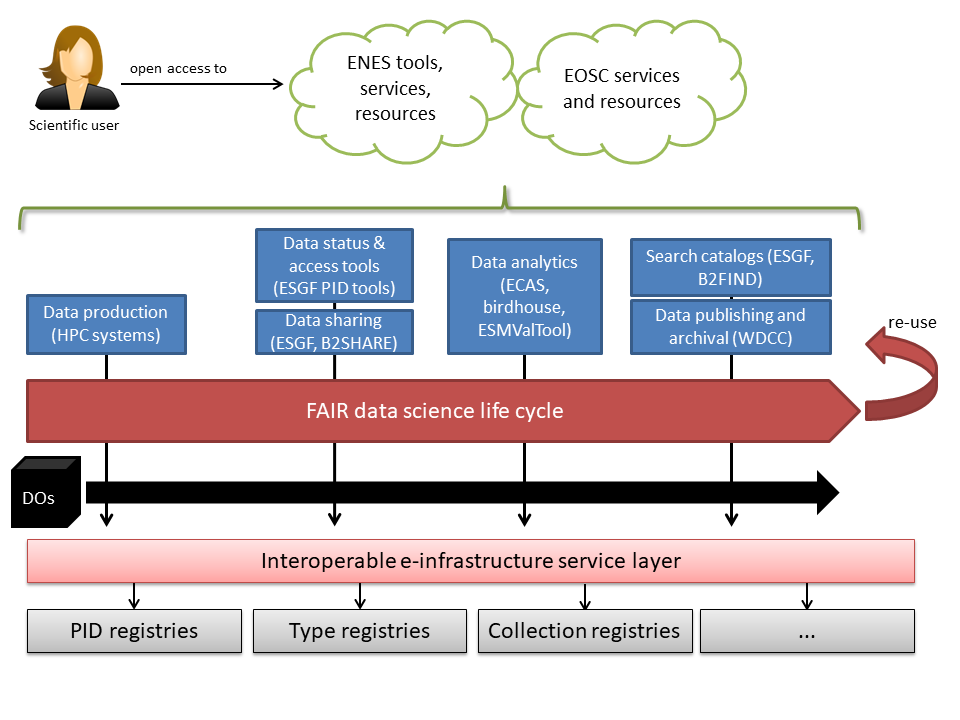 open access to
Scientific user
ENES tools,
services,
resources
EOSC services
and resources
Data production
(HPC systems)
Data status &
access tools
(ESGF PID tools)
Data sharing
(ESGF, B2SHARE)
Data analytics
(ECAS,
birdhouse,
ESMValTool)
Search catalogs (ESGF,
B2FIND)
Data publishing and
archival (WDCC)
re-use
FAIR data science life cycle
DOs
Interoperable e-infrastructure service layer
PID registries
Type registries
Collection registries
...